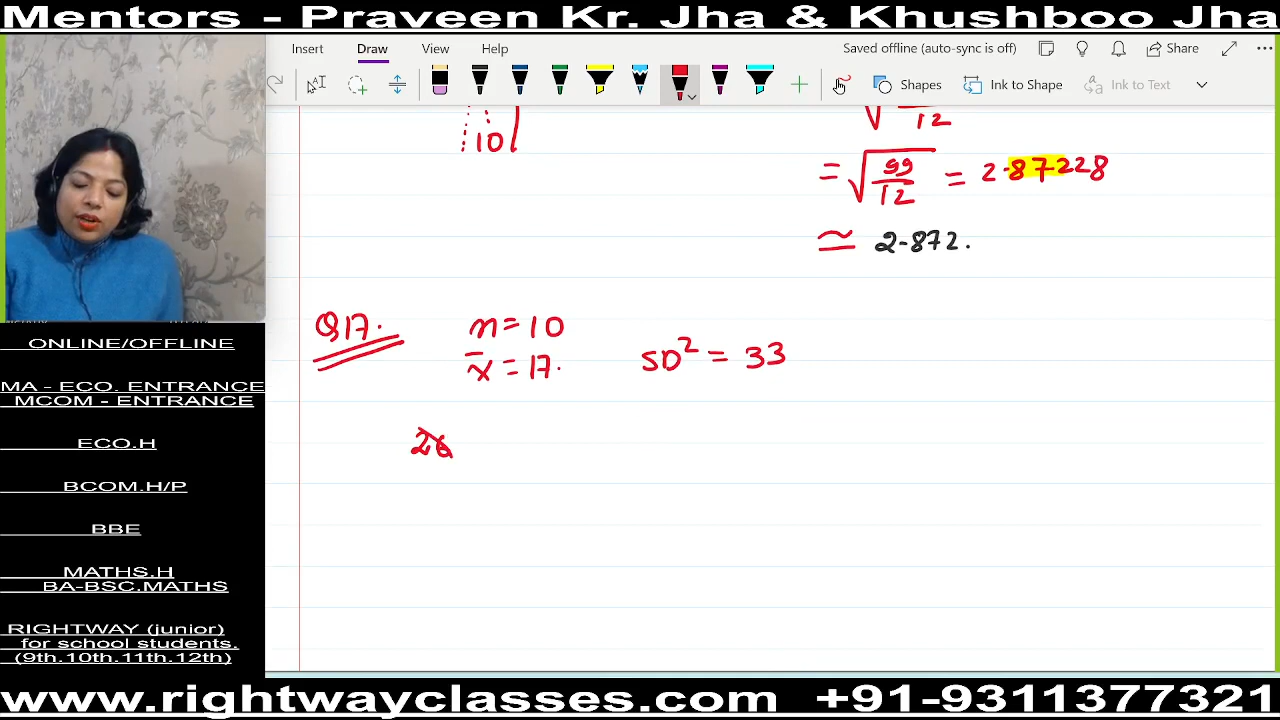 Mentors - Praveen Kr. Jha & Khushboo Jha
Insert Draw View Help Saved offline (auto-sync is off) Share
Shapes Ink to Shape Ink to Text
10
12
= √99/12 = 2.87228
≃ 2.872.
Q17. n = 10
x̄ = 17. SD² = 33
26
ONLINE/OFFLINE
MA - ECO. ENTRANCE
MCOM - ENTRANCE
ECO.H
BCOM.H/P
BBE
MATHS.H
BA-BSC.MATHS
RIGHTWAY (junior)
for school students.
(9th.10th.11th.12th)
www.rightwayclasses.com +91-9311377321